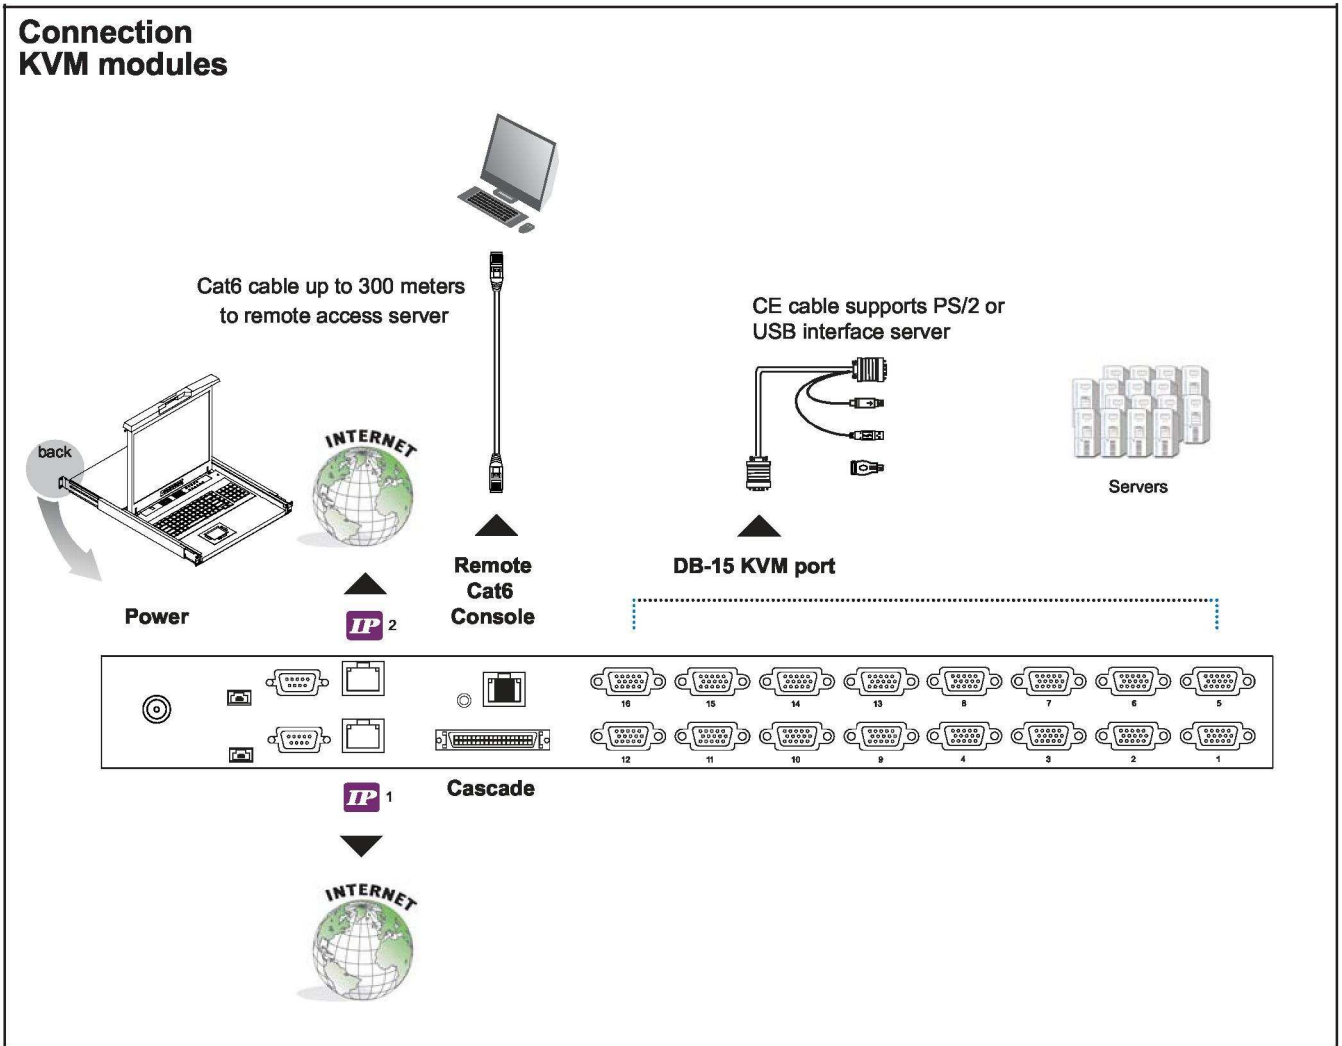 Connection
KVM modules
Cat6 cable up to 300 meters
to remote access server
CE cable supports PS/2 or
USB interface server
back
INTERNET
Servers
Remote
Cat6
Console
DB-15 KVM port
Power
IP 2
16 15 14 13 8 7 6 5
12 11 10 9 4 3 2 1
IP 1
Cascade
INTERNET